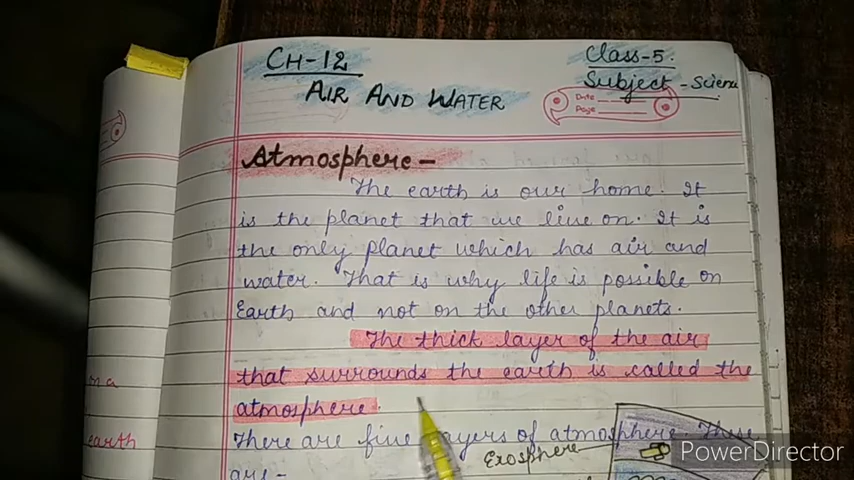 CH-12
Class-5.
Subject - Scienc
AIR AND WATER
Date
Page
Atmosphere-
The earth is our home. It
is the planet that we live on. It is
the only planet which has air and
water. That is why life is possible on
Earth and not on the other planets.
The thick layer of the air
that surrounds the earth is called the
atmosphere.
on a
earth
There are five layers of atmosphere. These
are-
Exosphere
PowerDirector